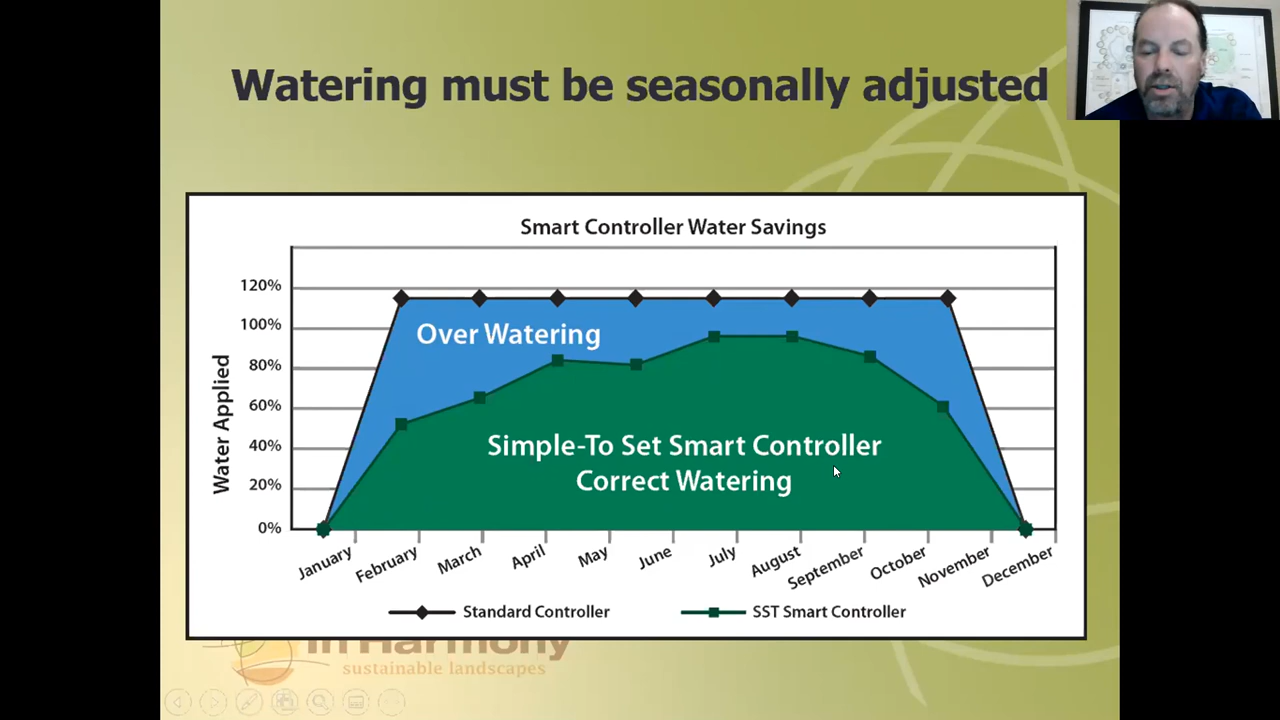 Watering must be seasonally adjusted
Smart Controller Water Savings
120%
100%
80%
60%
40%
20%
0%
Water Applied
Over Watering
Simple-To Set Smart Controller
Correct Watering
January
February
March
April
May
June
July
August
September
October
November
December
Standard Controller
SST Smart Controller
In Harmony
sustainable landscapes